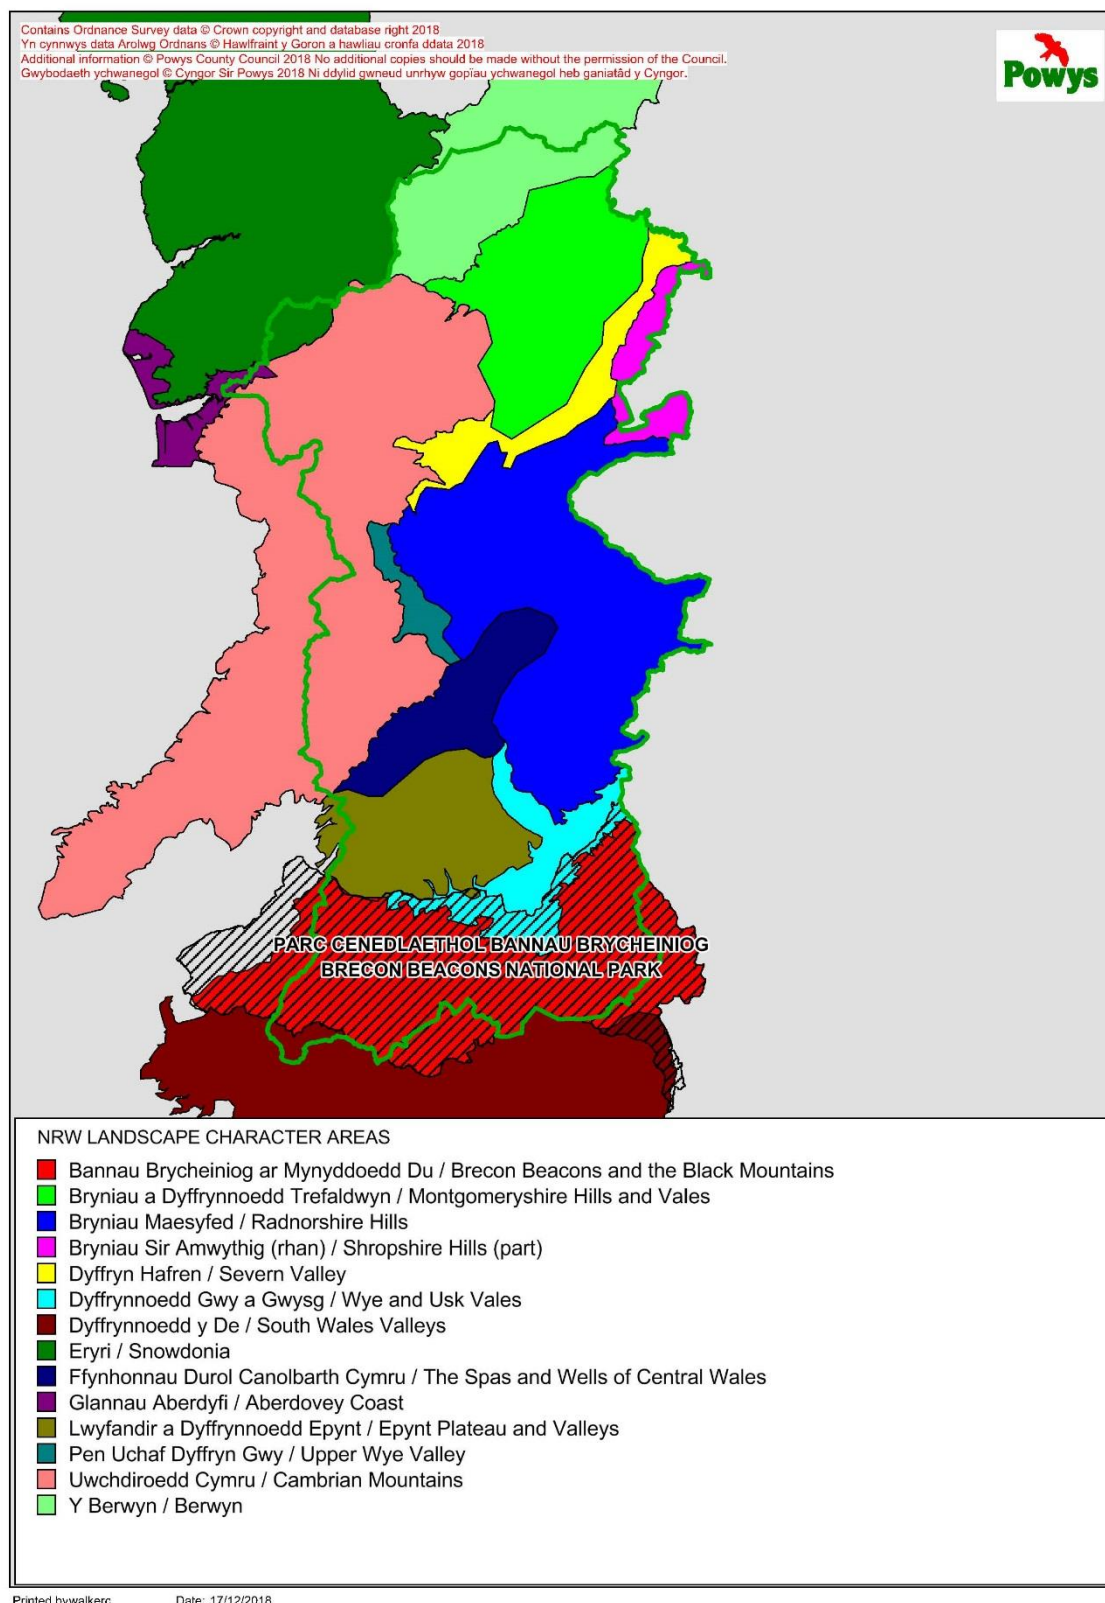 Contains Ordnance Survey data © Crown copyright and database right 2018
Yn cynnwys data Arolwg Ordnans © Hawlfraint y Goron a hawliau cronfa ddata 2018
Additional information © Powys County Council 2018 No additional copies should be made without the permission of the Council.
Gwybodaeth ychwanegol © Cyngor Sir Powys 2018 Ni ddylid gwneud unrhyw gopïau ychwanegol heb ganiatâd y Cyngor.
Powys
PARC CENEDLAETHOL BANNAU BRYCHEINIOG
BRECON BEACONS NATIONAL PARK
NRW LANDSCAPE CHARACTER AREAS
Bannau Brycheiniog ar Mynyddoedd Du / Brecon Beacons and the Black Mountains
Bryniau a Dyffrynnoedd Trefaldwyn / Montgomeryshire Hills and Vales
Bryniau Maesyfed / Radnorshire Hills
Bryniau Sir Amwythig (rhan) / Shropshire Hills (part)
Dyffryn Hafren / Severn Valley
Dyffrynnoedd Gwy a Gwysg / Wye and Usk Vales
Dyffrynnoedd y De / South Wales Valleys
Eryri / Snowdonia
Ffynhonnau Durol Canolbarth Cymru / The Spas and Wells of Central Wales
Glannau Aberdyfi / Aberdovey Coast
Lwyfandir a Dyffrynnoedd Epynt / Epynt Plateau and Valleys
Pen Uchaf Dyffryn Gwy / Upper Wye Valley
Uwchdiroedd Cymru / Cambrian Mountains
Y Berwyn / Berwyn
Printed bywalkerc Date: 17/12/2018